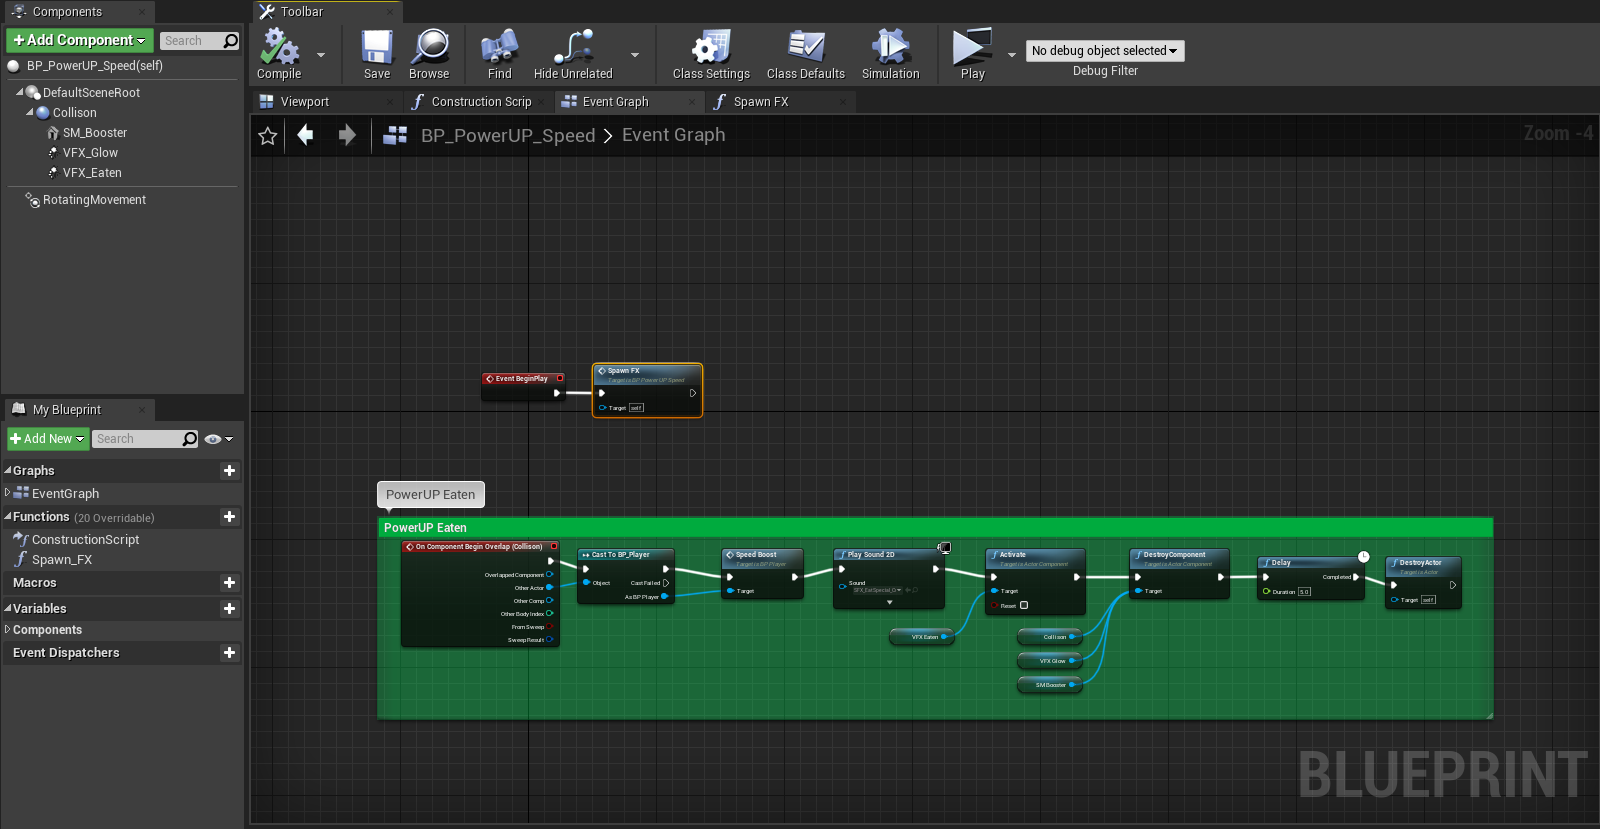 Components
Toolbar
Add Component
Search
BP_PowerUP_Speed(self)
DefaultSceneRoot
Collison
SM_Booster
VFX_Glow
VFX_Eaten
RotatingMovement
Compile
Save
Browse
Find
Hide Unrelated
Class Settings
Class Defaults
Simulation
Play
No debug object selected
Debug Filter
Viewport
Construction Scrip
Event Graph
Spawn FX
BP_PowerUP_Speed > Event Graph
Zoom -4
My Blueprint
Add New
Search
Graphs
EventGraph
Functions (20 Overridable)
ConstructionScript
Spawn_FX
Macros
Variables
Components
Event Dispatchers
Event BeginPlay
Spawn FX
Target is BP Power UP Speed
Target self
PowerUP Eaten
PowerUP Eaten
On Component Begin Overlap (Collison)
Overlapped Component
Other Actor
Other Comp
Other Body Index
From Sweep
Sweep Result
Cast To BP_Player
Object
Cast Failed
As BP Player
Speed Boost
Target is BP Player
Target
Play Sound 2D
Sound
VFX Eaten
Activate
Target is Actor Component
Target
Reset
Collison
VFX Glow
SM Booster
DestroyComponent
Target is Actor Component
Target
Delay
Completed
Duration 5.0
DestroyActor
Target is Actor
Target self
BLUEPRINT